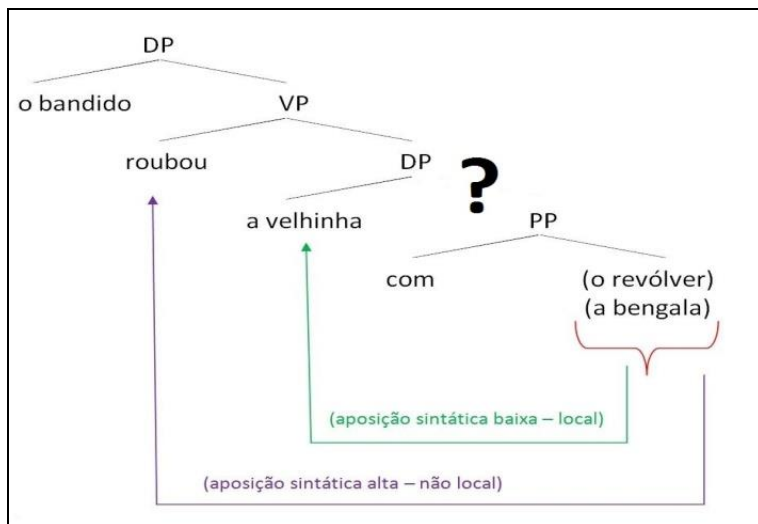 DP
o bandido VP
roubou DP ?
a velhinha PP
com (o revólver)
(a bengala)
(aposição sintática baixa – local)
(aposição sintática alta – não local)